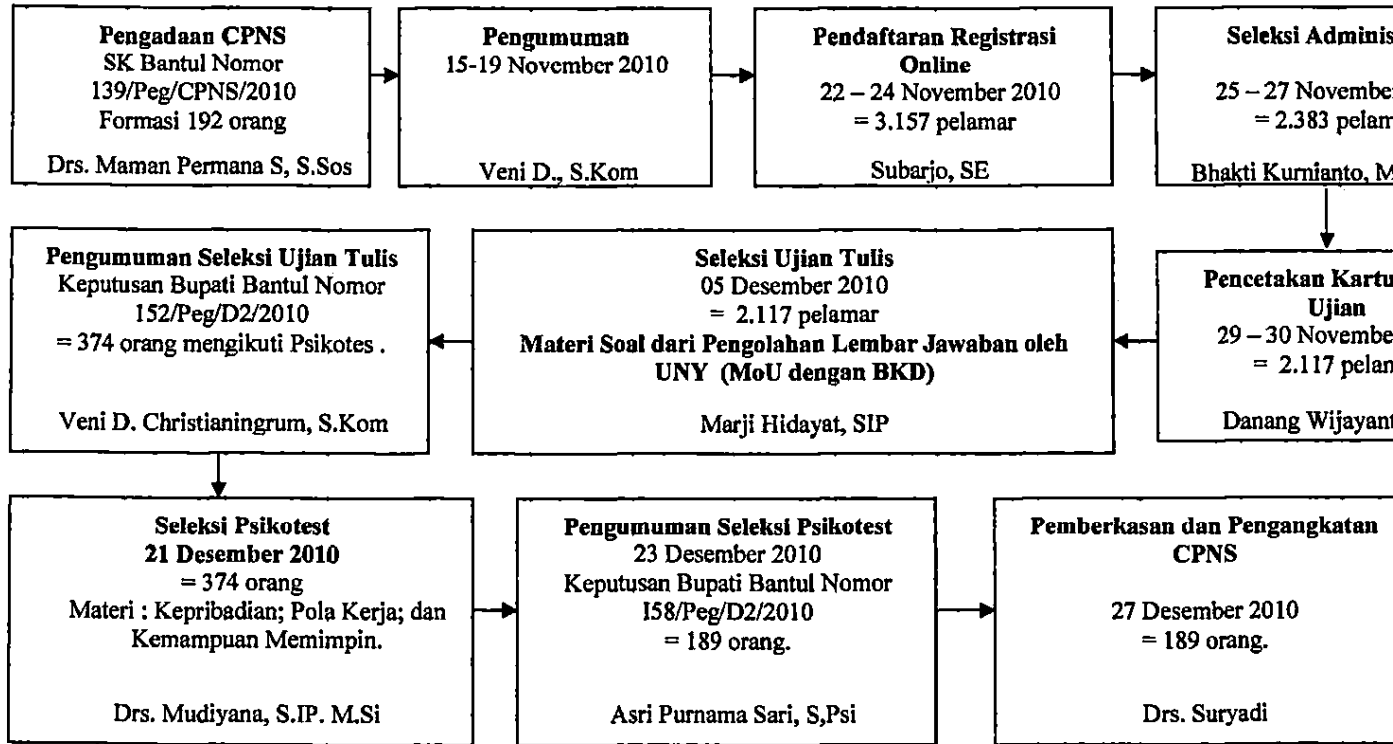 Pengadaan CPNS
SK Bantul Nomor
139/Peg/CPNS/2010
Formasi 192 orang
Drs. Maman Permana S, S.Sos
Pengumuman
15-19 November 2010
Veni D., S.Kom
Pendaftaran Registrasi
Online
22 – 24 November 2010
= 3.157 pelamar
Subarjo, SE
Seleksi Adminis
25 – 27 November
= 2.383 pelam
Bhakti Kurnianto, M
Pengumuman Seleksi Ujian Tulis
Keputusan Bupati Bantul Nomor
152/Peg/D2/2010
= 374 orang mengikuti Psikotes .
Veni D. Christianingrum, S.Kom
Seleksi Ujian Tulis
05 Desember 2010
= 2.117 pelamar
Materi Soal dari Pengolahan Lembar Jawaban oleh
UNY (MoU dengan BKD)
Marji Hidayat, SIP
Pencetakan Kartu
Ujian
29 – 30 November
= 2.117 pelam
Danang Wijayant
Seleksi Psikotest
21 Desember 2010
= 374 orang
Materi : Kepribadian; Pola Kerja; dan
Kemampuan Memimpin.
Drs. Mudiyana, S.IP. M.Si
Pengumuman Seleksi Psikotest
23 Desember 2010
Keputusan Bupati Bantul Nomor
158/Peg/D2/2010
= 189 orang.
Asri Purnama Sari, S,Psi
Pemberkasan dan Pengangkatan
CPNS
27 Desember 2010
= 189 orang.
Drs. Suryadi